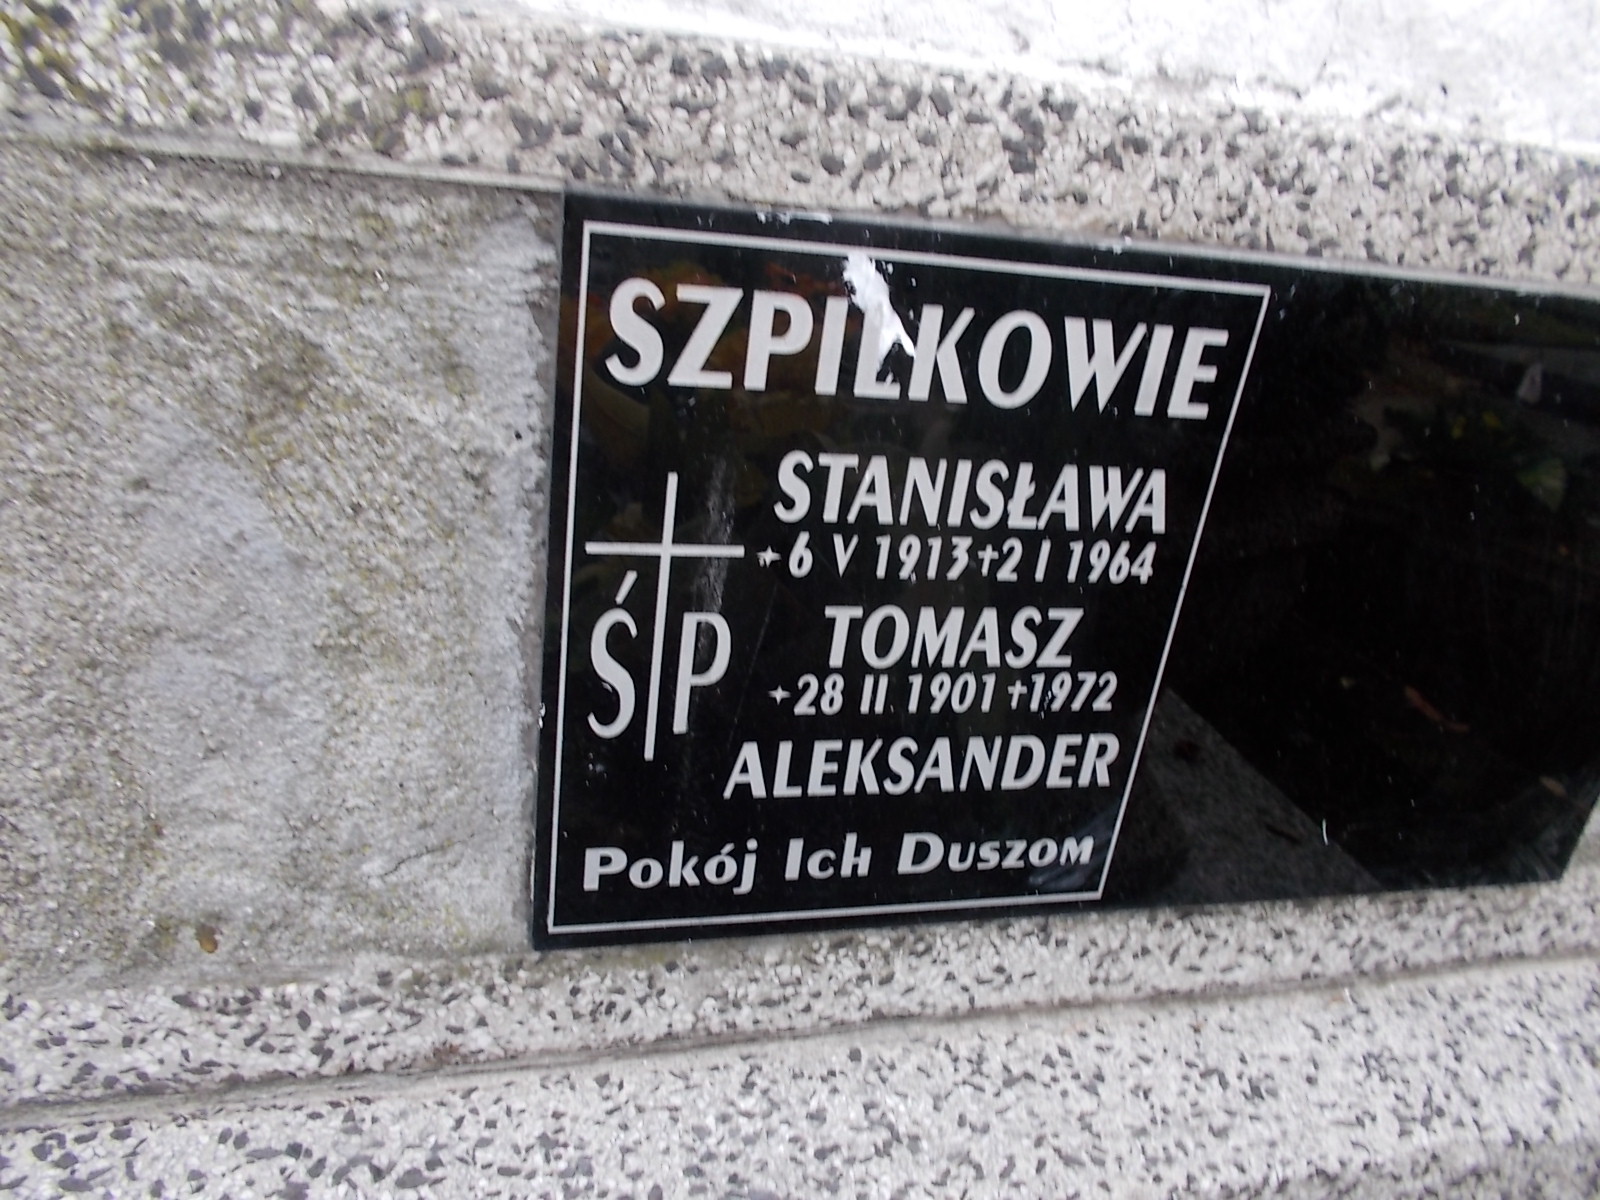 SZPILKOWIE
STANISŁAWA
*6 V 1913 †2 I 1964
TOMASZ
*28 II 1901 †1972
ALEKSANDER
Ś P
Pokój Ich Duszom